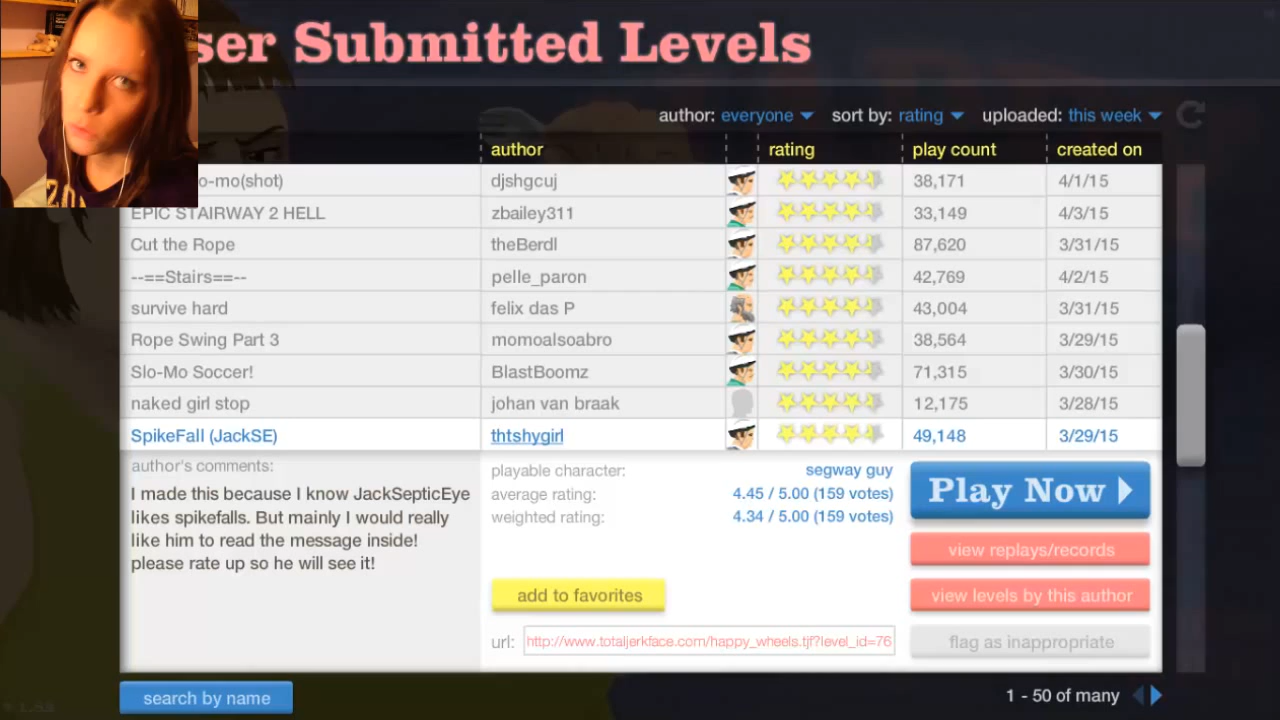 ser Submitted Levels
author: everyone sort by: rating uploaded: this week
author rating play count created on
o-mo(shot) djshgcuj 38,171 4/1/15
EPIC STAIRWAY 2 HELL zbailey311 33,149 4/3/15
Cut the Rope theBerdl 87,620 3/31/15
--==Stairs==-- pelle_paron 42,769 4/2/15
survive hard felix das P 43,004 3/31/15
Rope Swing Part 3 momoalsoabro 38,564 3/29/15
Slo-Mo Soccer! BlastBoomz 71,315 3/30/15
naked girl stop johan van braak 12,175 3/28/15
SpikeFall (JackSE) thtshygirl 49,148 3/29/15
author's comments:
I made this because I know JackSepticEye
likes spikefalls. But mainly I would really
like him to read the message inside!
please rate up so he will see it!
playable character: segway guy
average rating: 4.45 / 5.00 (159 votes)
weighted rating: 4.34 / 5.00 (159 votes)
add to favorites
url: http://www.totaljerkface.com/happy_wheels.tjf?level_id=76
Play Now
view replays/records
view levels by this author
flag as inappropriate
search by name
1 - 50 of many